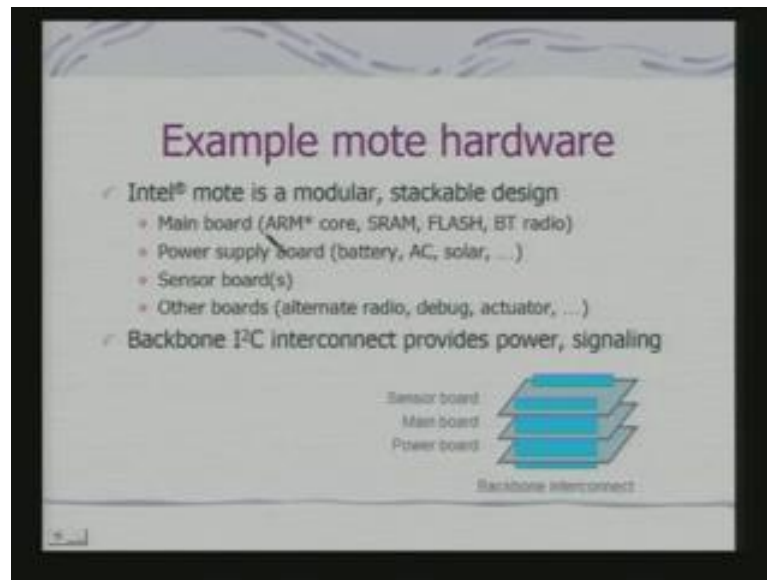 Example mote hardware
Intel® mote is a modular, stackable design
Main board (ARM* core, SRAM, FLASH, BT radio)
Power supply board (battery, AC, solar, ...)
Sensor board(s)
Other boards (alternate radio, debug, actuator, ...)
Backbone I²C interconnect provides power, signaling
Sensor board
Main board
Power board
Backbone interconnect